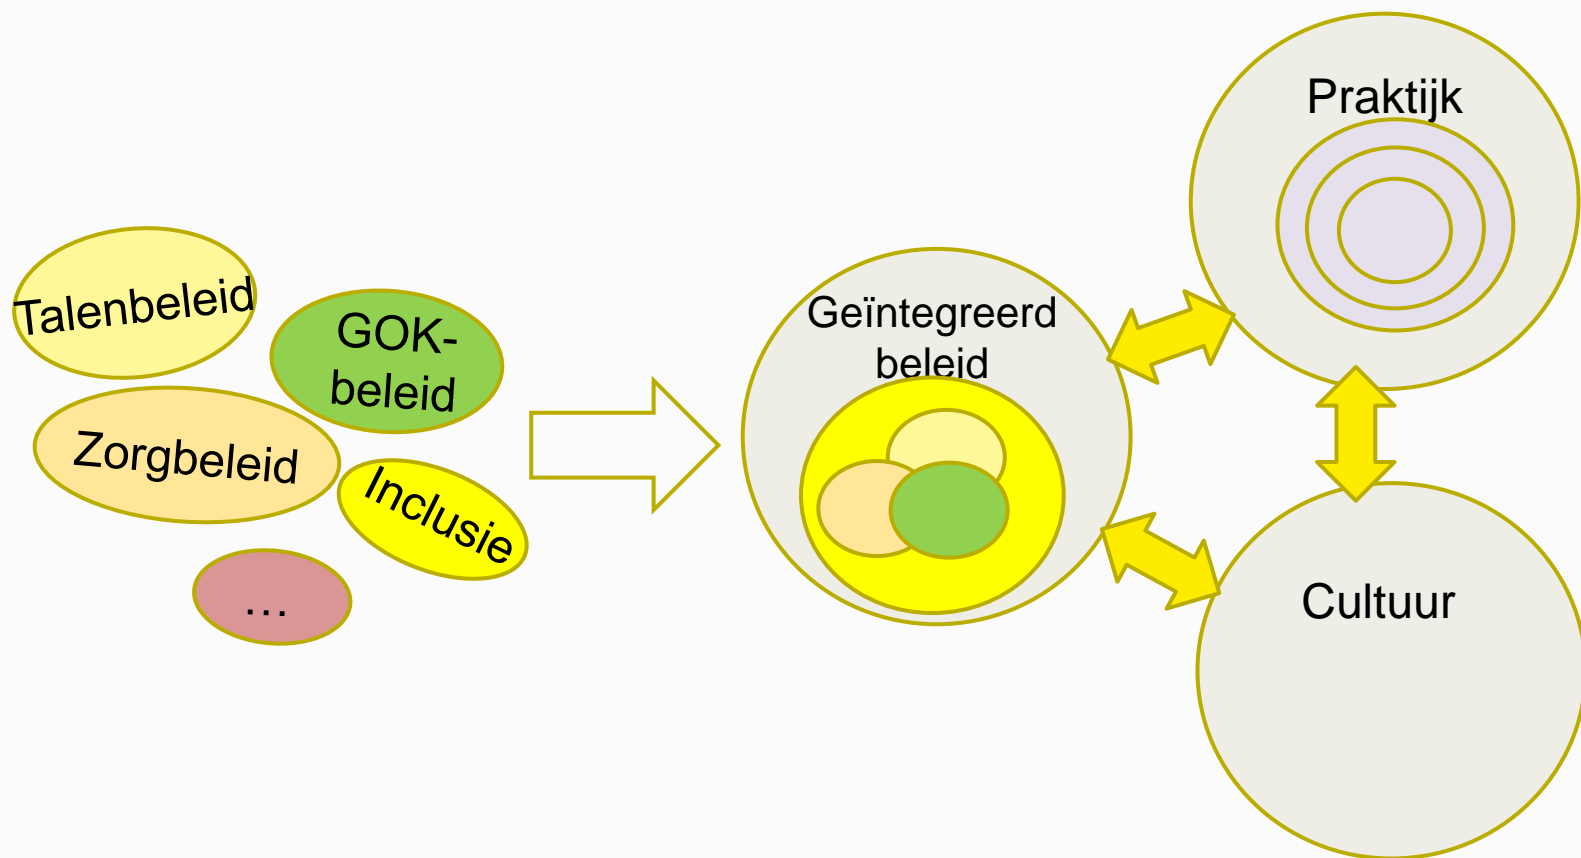 Talenbeleid
GOK-
beleid
Zorgbeleid
Inclusie
…
Geïntegreerd
beleid
Praktijk
Cultuur